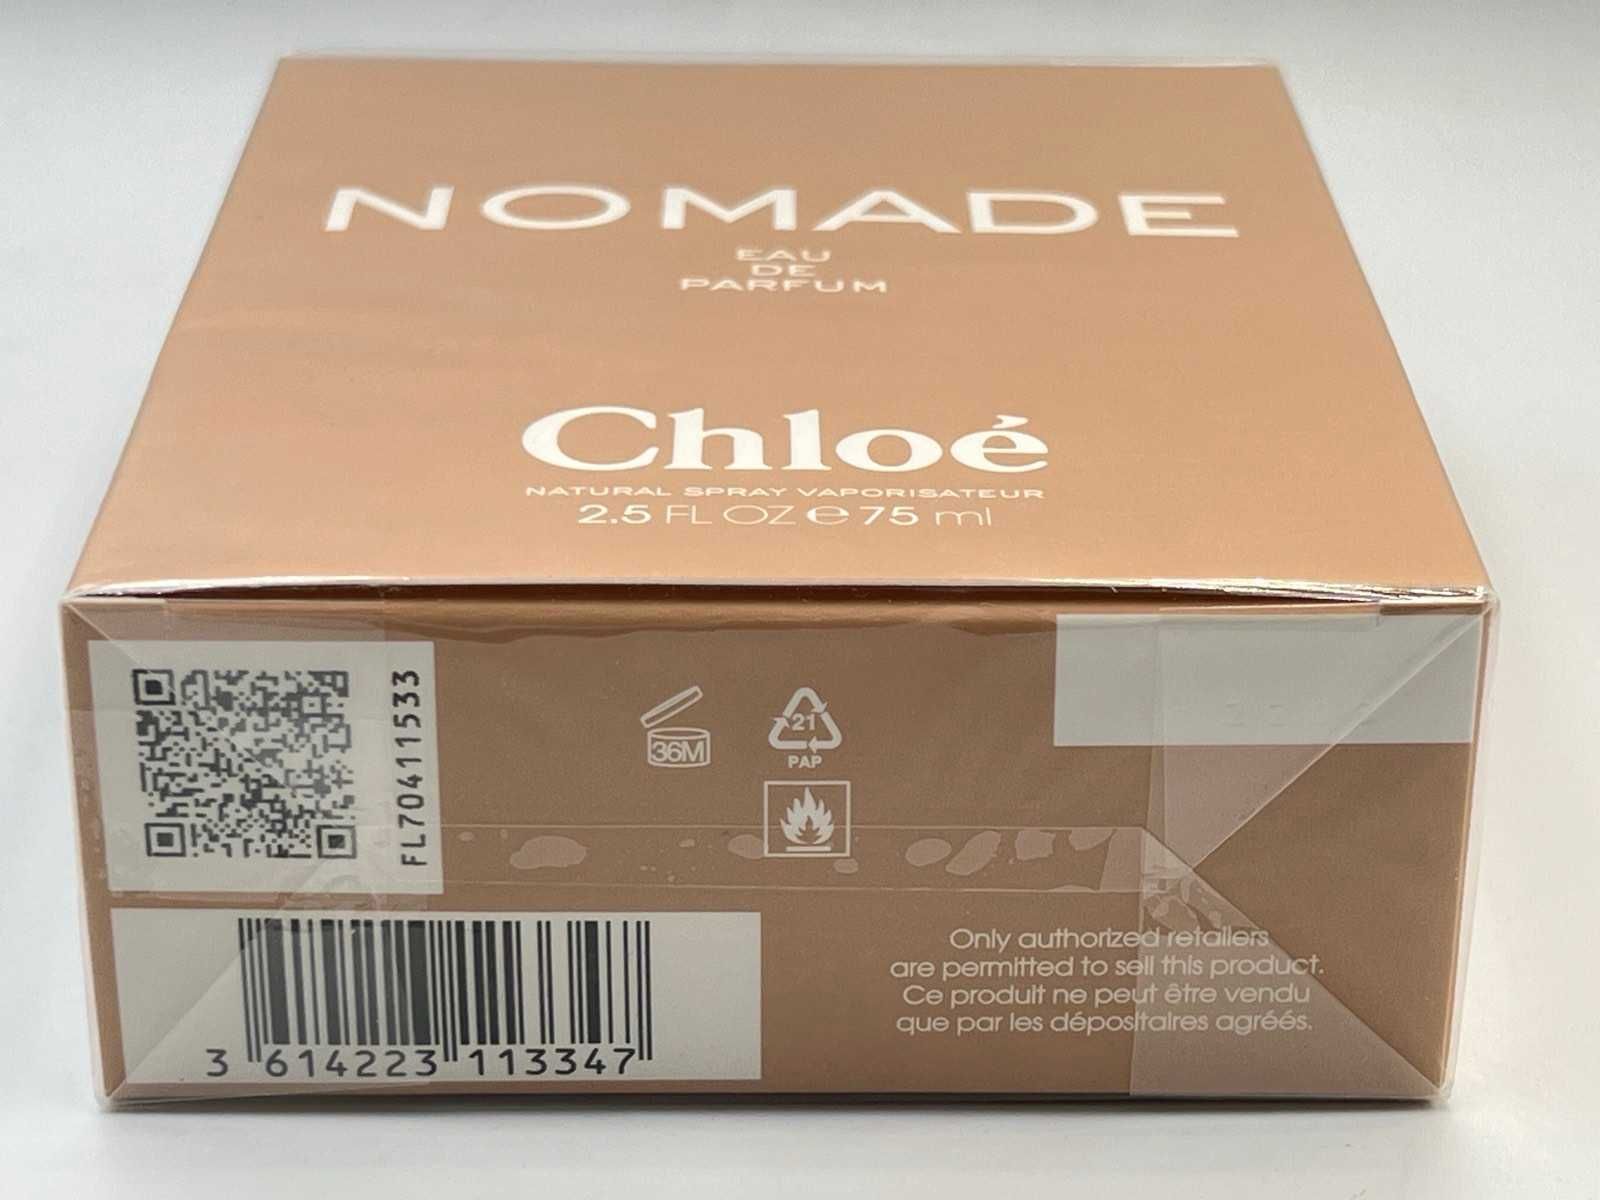 NOMADE
EAU
DE
PARFUM
Chloé
NATURAL SPRAY VAPORISATEUR
2.5 FL OZ e 75 ml
FL70411533
36M
21
PAP
3 614223 113347
Only authorized retailers
are permitted to sell this product.
Ce produit ne peut être vendu
que par les dépositaires agréés.